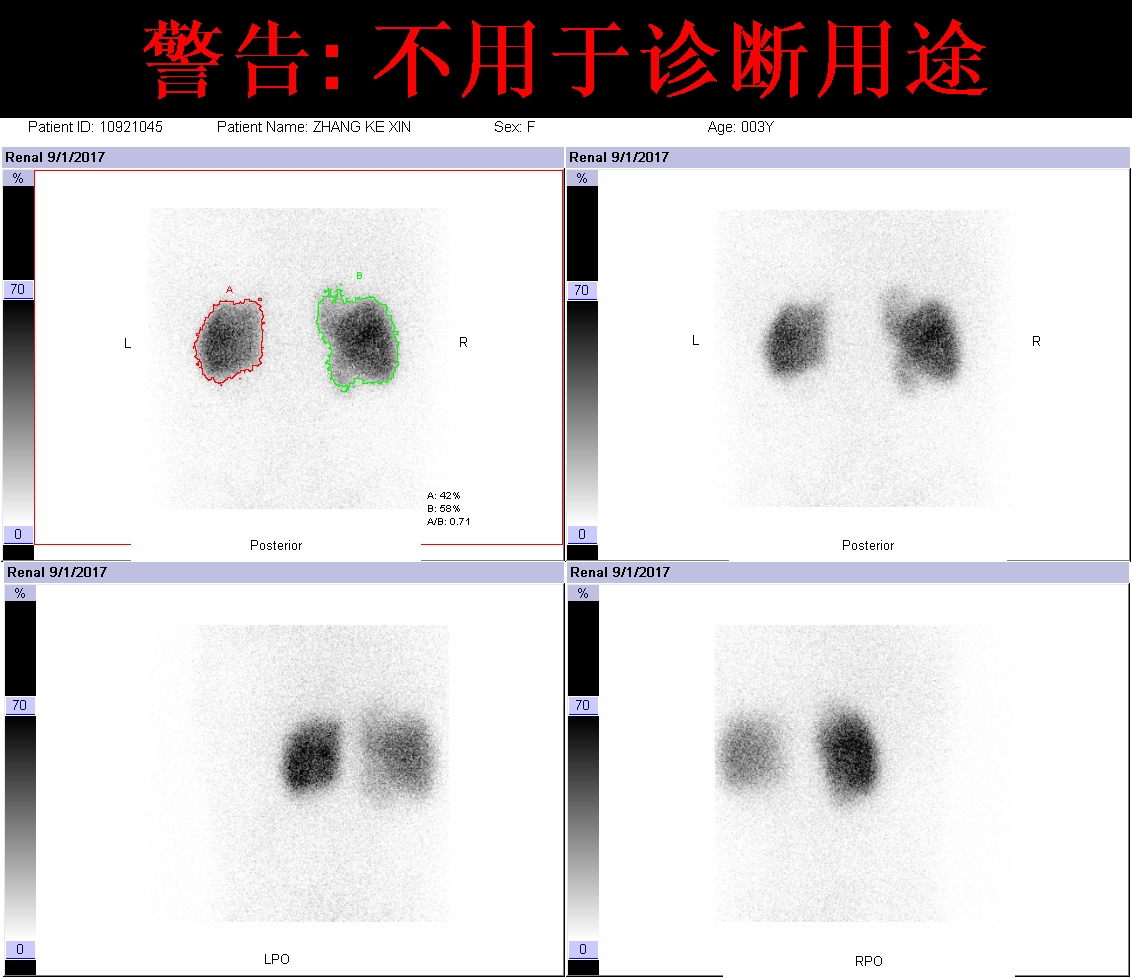 警告: 不用于诊断用途
Patient ID: 10921045 Patient Name: ZHANG KE XIN Sex: F Age: 003Y
Renal 9/1/2017
%
70
0
A
B
L
R
A: 42%
B: 58%
A/B: 0.71
Posterior
Renal 9/1/2017
%
70
0
L
R
Posterior
Renal 9/1/2017
%
70
0
LPO
Renal 9/1/2017
%
70
0
RPO